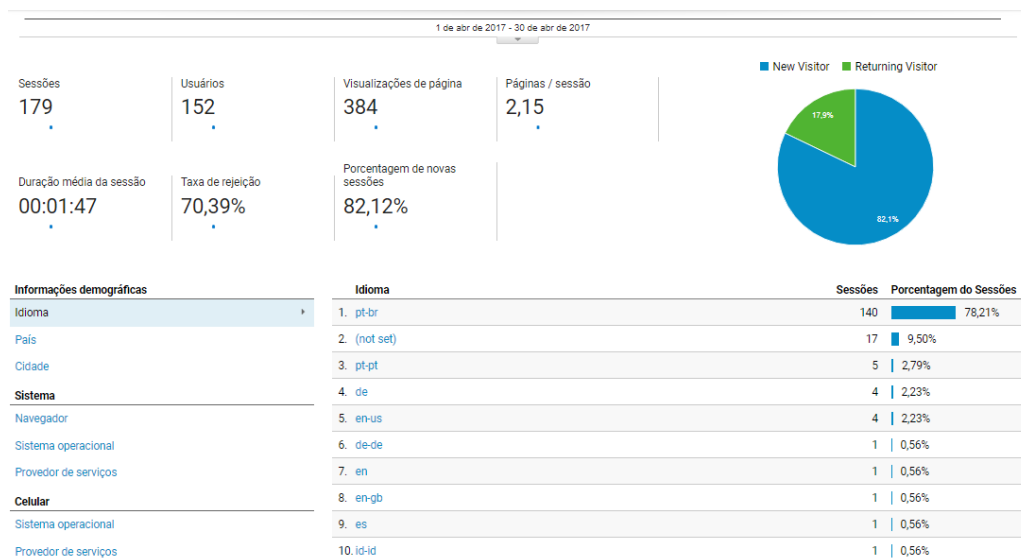 1 de abr de 2017 - 30 de abr de 2017
New Visitor Returning Visitor
Sessões Usuários Visualizações de página Páginas / sessão
179 152 384 2,15
17,9%
82,1%
Duração média da sessão Taxa de rejeição Porcentagem de novas
sessões
00:01:47 70,39% 82,12%
Informações demográficas
Idioma
País
Cidade
Sistema
Navegador
Sistema operacional
Provedor de serviços
Celular
Sistema operacional
Provedor de serviços
Idioma Sessões Porcentagem do Sessões
1. pt-br 140 78,21%
2. (not set) 17 9,50%
3. pt-pt 5 2,79%
4. de 4 2,23%
5. en-us 4 2,23%
6. de-de 1 0,56%
7. en 1 0,56%
8. en-gb 1 0,56%
9. es 1 0,56%
10. id-id 1 0,56%